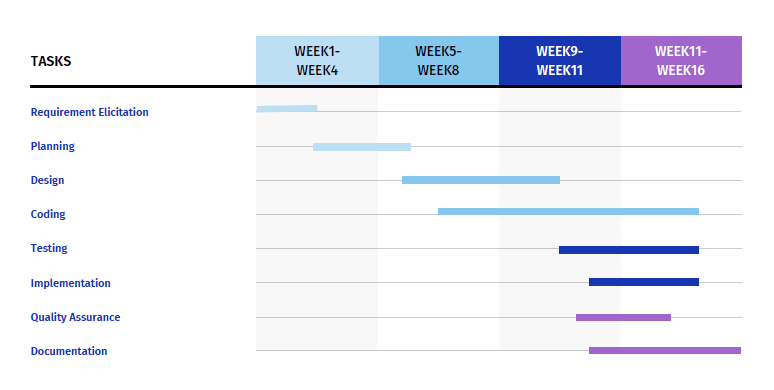 TASKS
WEEK1-
WEEK4
WEEK5-
WEEK8
WEEK9-
WEEK11
WEEK11-
WEEK16
Requirement Elicitation
Planning
Design
Coding
Testing
Implementation
Quality Assurance
Documentation